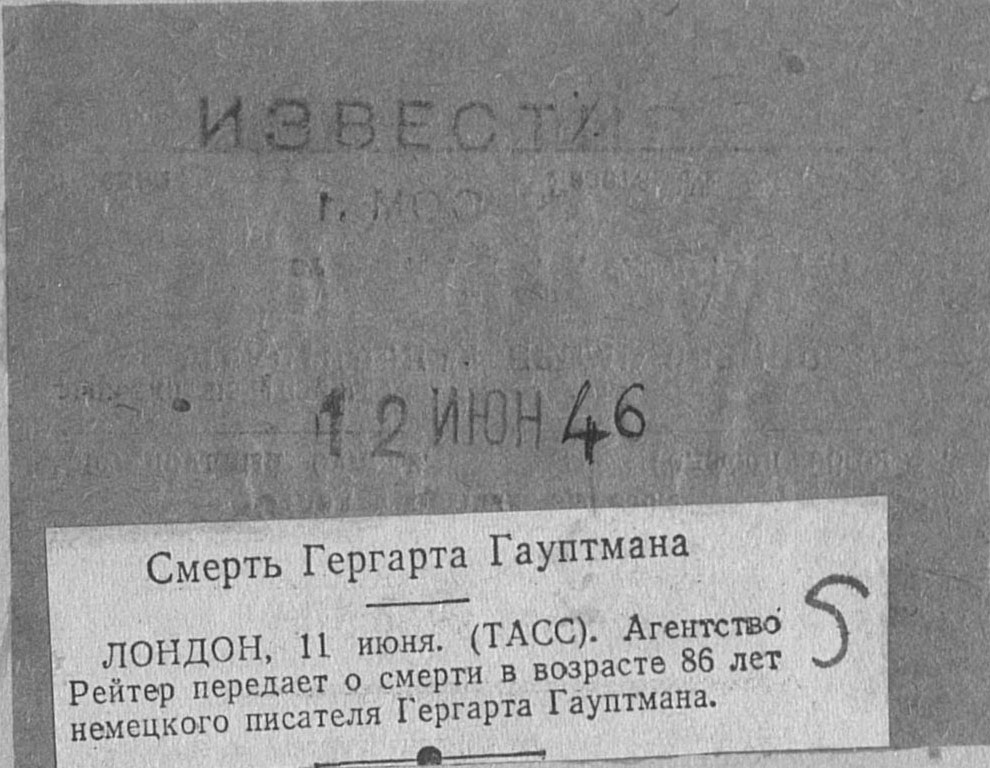 ИЗВЕСТИ
г. МОС
12 ИЮН 46
Смерть Гергарта Гауптмана
ЛОНДОН, 11 июня. (ТАСС). Агентство
Рейтер передает о смерти в возрасте 86 лет
немецкого писателя Гергарта Гауптмана.
5